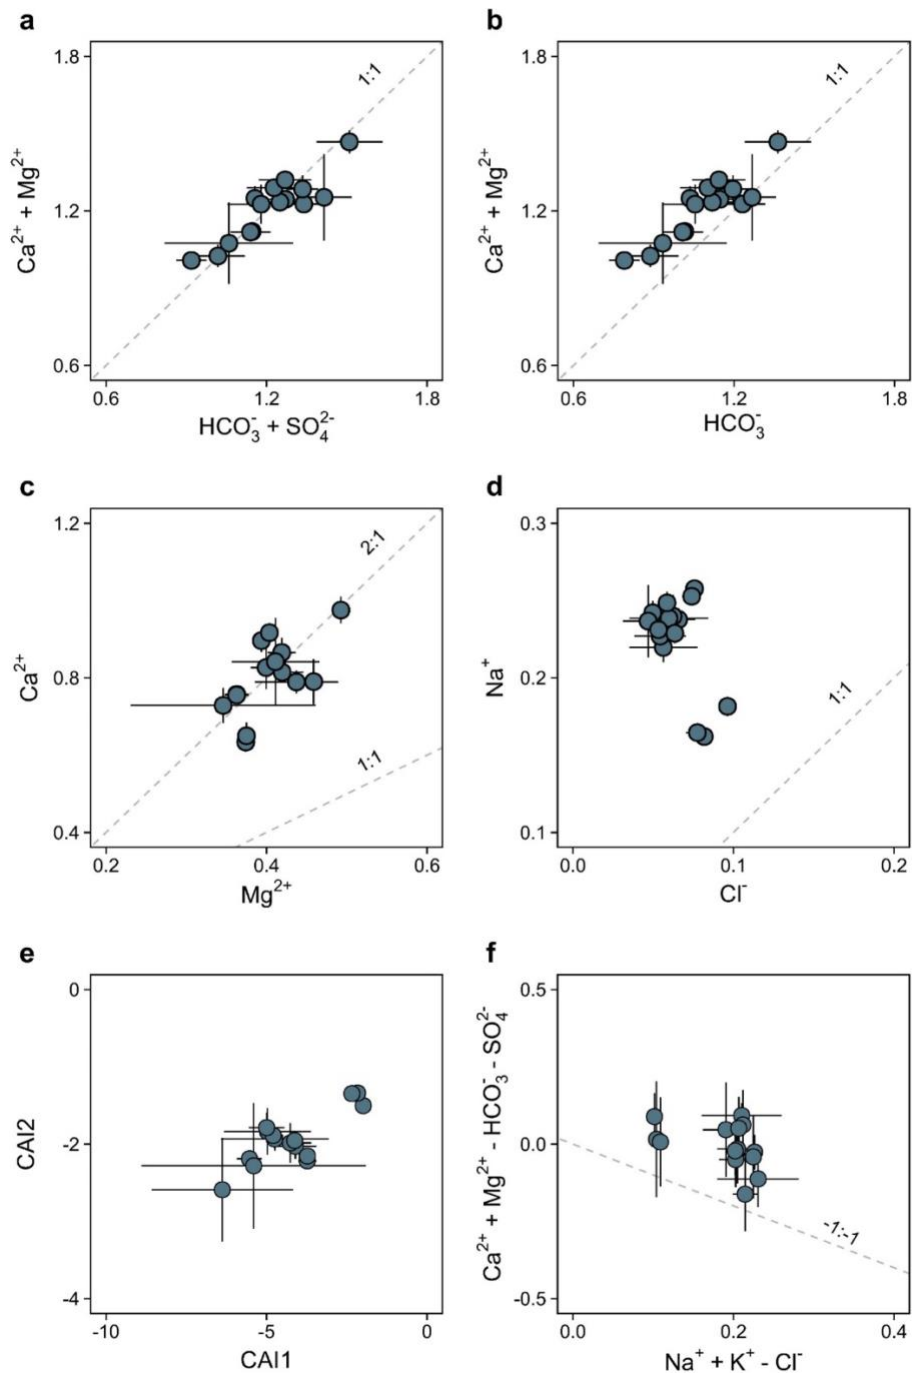 a
1.8
1.2
0.6
Ca²⁺ + Mg²⁺
1:1
0.6 1.2 1.8
HCO₃⁻ + SO₄²⁻
b
1.8
1.2
0.6
Ca²⁺ + Mg²⁺
1:1
0.6 1.2 1.8
HCO₃⁻
c
1.2
0.8
0.4
Ca²⁺
2:1
1:1
0.2 0.4 0.6
Mg²⁺
d
0.3
0.2
0.1
Na⁺
1:1
0.0 0.1 0.2
Cl⁻
e
0
-2
-4
CAI2
-10 -5 0
CAI1
f
0.5
0.0
-0.5
Ca²⁺ + Mg²⁺ - HCO₃⁻ - SO₄²⁻
-1:-1
0.0 0.2 0.4
Na⁺ + K⁺ - Cl⁻